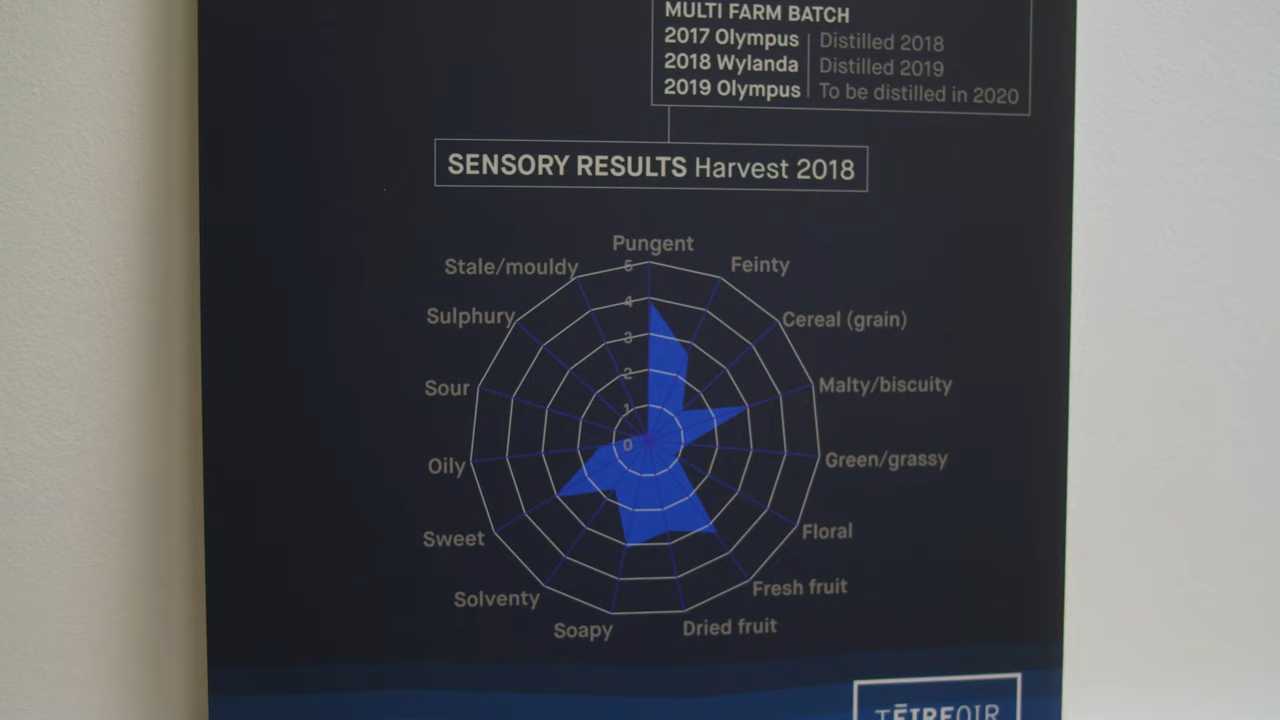 MULTI FARM BATCH
2017 Olympus Distilled 2018
2018 Wylanda Distilled 2019
2019 Olympus To be distilled in 2020
SENSORY RESULTS Harvest 2018
Pungent
Stale/mouldy
Feinty
Sulphury
Cereal (grain)
Sour
Malty/biscuity
Oily
Green/grassy
Sweet
Floral
Solventy
Fresh fruit
Soapy
Dried fruit
5
4
3
2
1
0
TĒIREOIR